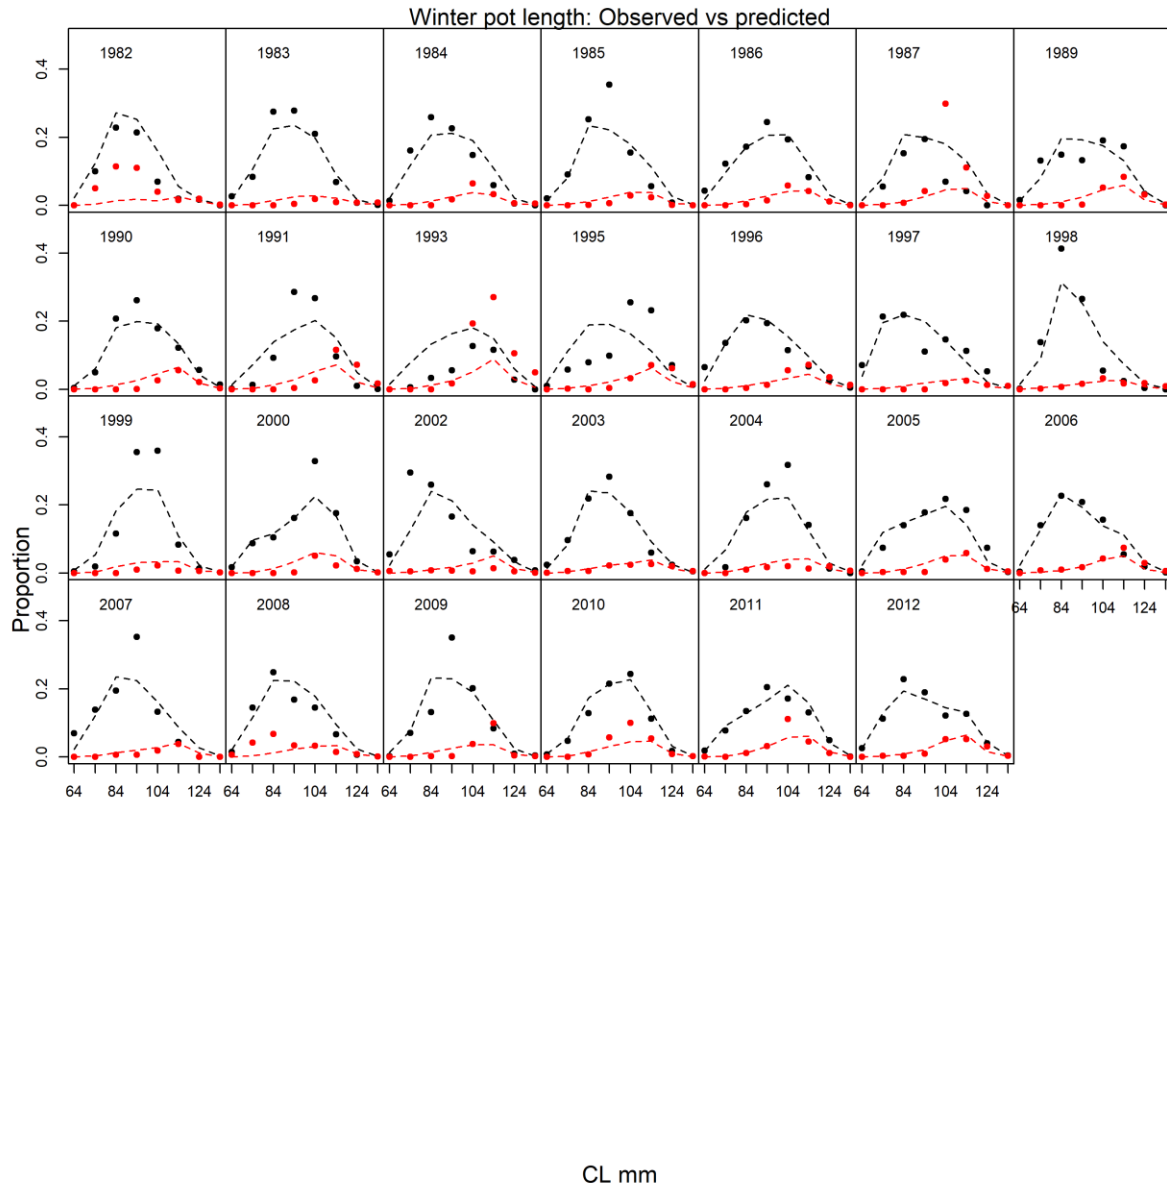 Winter pot length: Observed vs predicted
1982 1983 1984 1985 1986 1987 1989
0.4
0.2
0.0
1990 1991 1993 1995 1996 1997 1998
0.4
0.2
0.0
1999 2000 2002 2003 2004 2005 2006
0.4
0.2
0.0
64 84 104 124
2007 2008 2009 2010 2011 2012
0.4
0.2
0.0
64 84 104 124 64 84 104 124 64 84 104 124 64 84 104 124 64 84 104 124 64 84 104 124
Proportion
CL mm